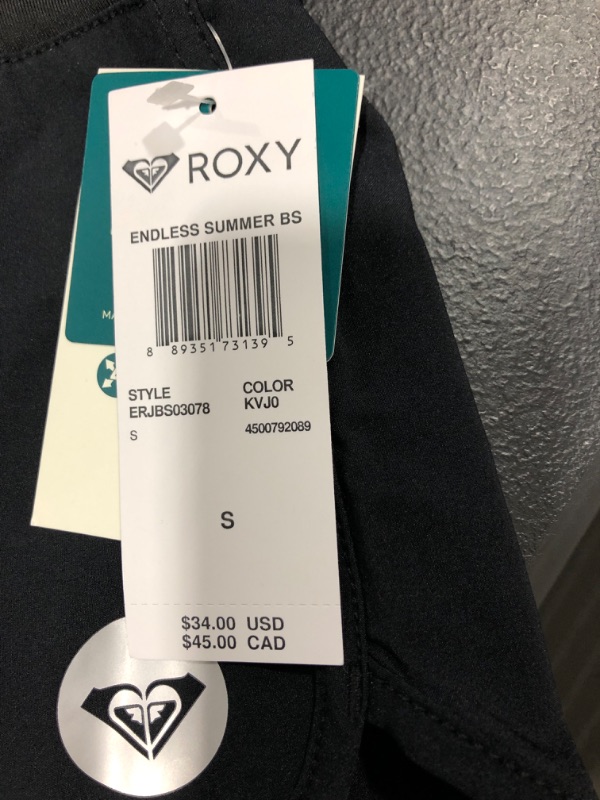 ROXY
ENDLESS SUMMER BS
8 89351 73139 5
STYLE COLOR
ERJBS03078 KVJ0
S 4500792089
S
$34.00 USD
$45.00 CAD